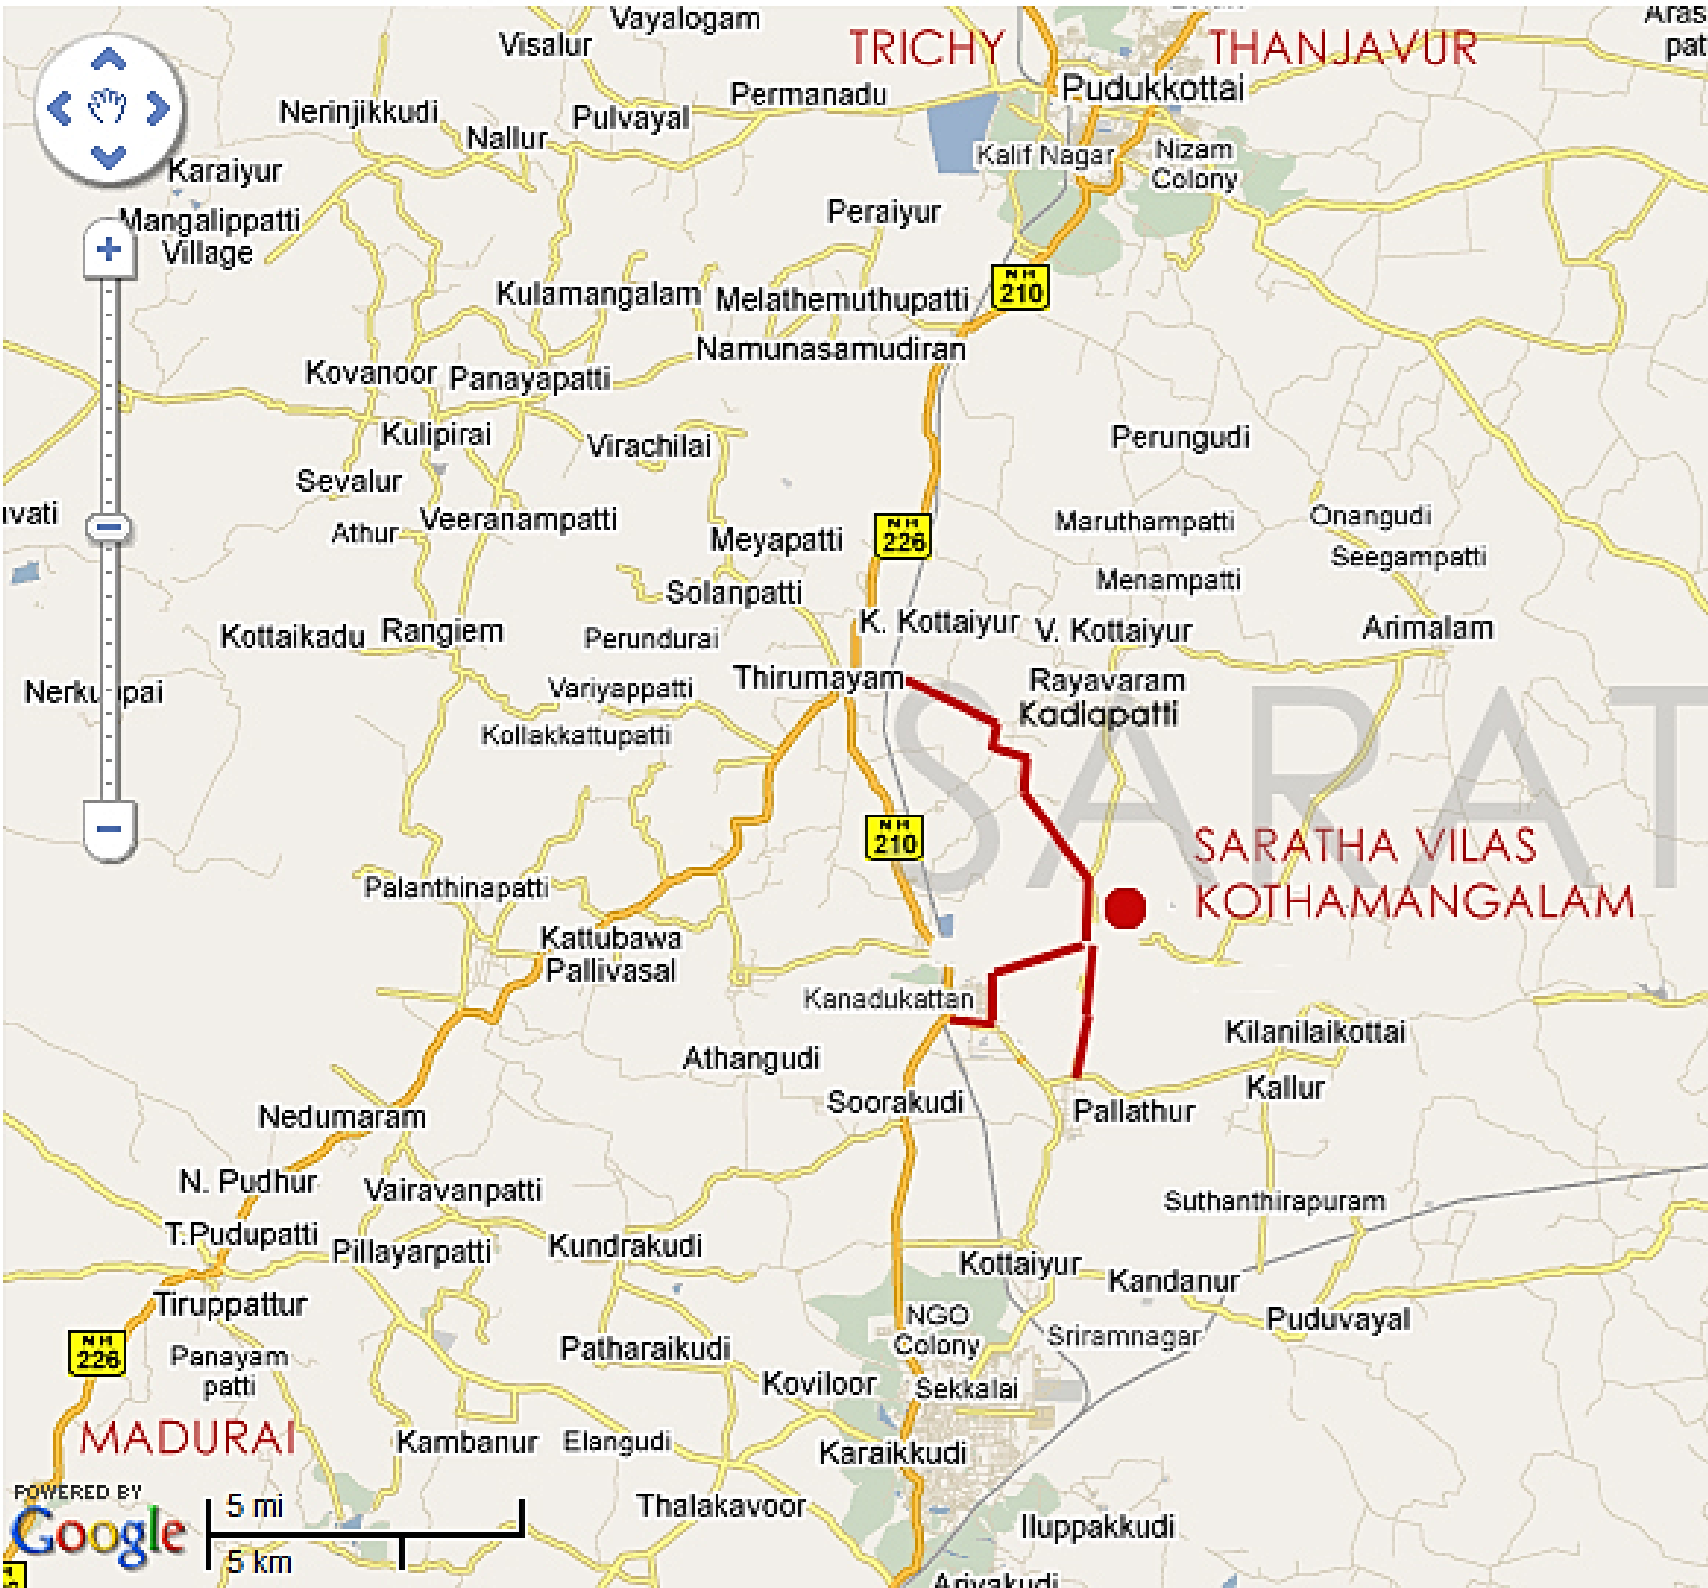 Vayalogam
Visalur
TRICHY
THANJAVUR
Pudukkottai
Permanadu
Nerinjikkudi
Pulvayal
Nallur
Kalif Nagar
Nizam
Colony
Karaiyur
Mangalippatti
Village
Peraiyur
NH
210
Kulamangalam
Melathemuthupatti
Namunasamudiran
Kovanoor
Panayapatti
Kulipirai
Virachilai
Perungudi
Sevalur
Athur
Veeranampatti
Meyapatti
NH
226
Maruthampatti
Onangudi
Seegampatti
Menampatti
Solanpatti
K. Kottaiyur
V. Kottaiyur
Arimalam
Kottaikadu
Rangiem
Perundurai
Thirumayam
Rayavaram
Kadiapatti
Variyappatti
Kollakkattupatti
SARAT
NH
210
SARATHA VILAS
KOTHAMANGALAM
Palanthinapatti
Kattubawa
Pallivasal
Kanadukattan
Kilanilaikottai
Athangudi
Kallur
Soorakudi
Pallathur
Nedumaram
N. Pudhur
Vairavanpatti
Suthanthirapuram
T.Pudupatti
Pillayarpatti
Kundrakudi
Kottaiyur
Kandanur
Tiruppattur
NGO
Colony
Sriramnagar
Puduvayal
NH
226
Panayam
patti
Patharaikudi
Koviloor
Sekkalai
MADURAI
Kambanur
Elangudi
Karaikkudi
POWERED BY
Google
5 mi
5 km
Thalakavoor
Iluppakkudi
Ariyakudi